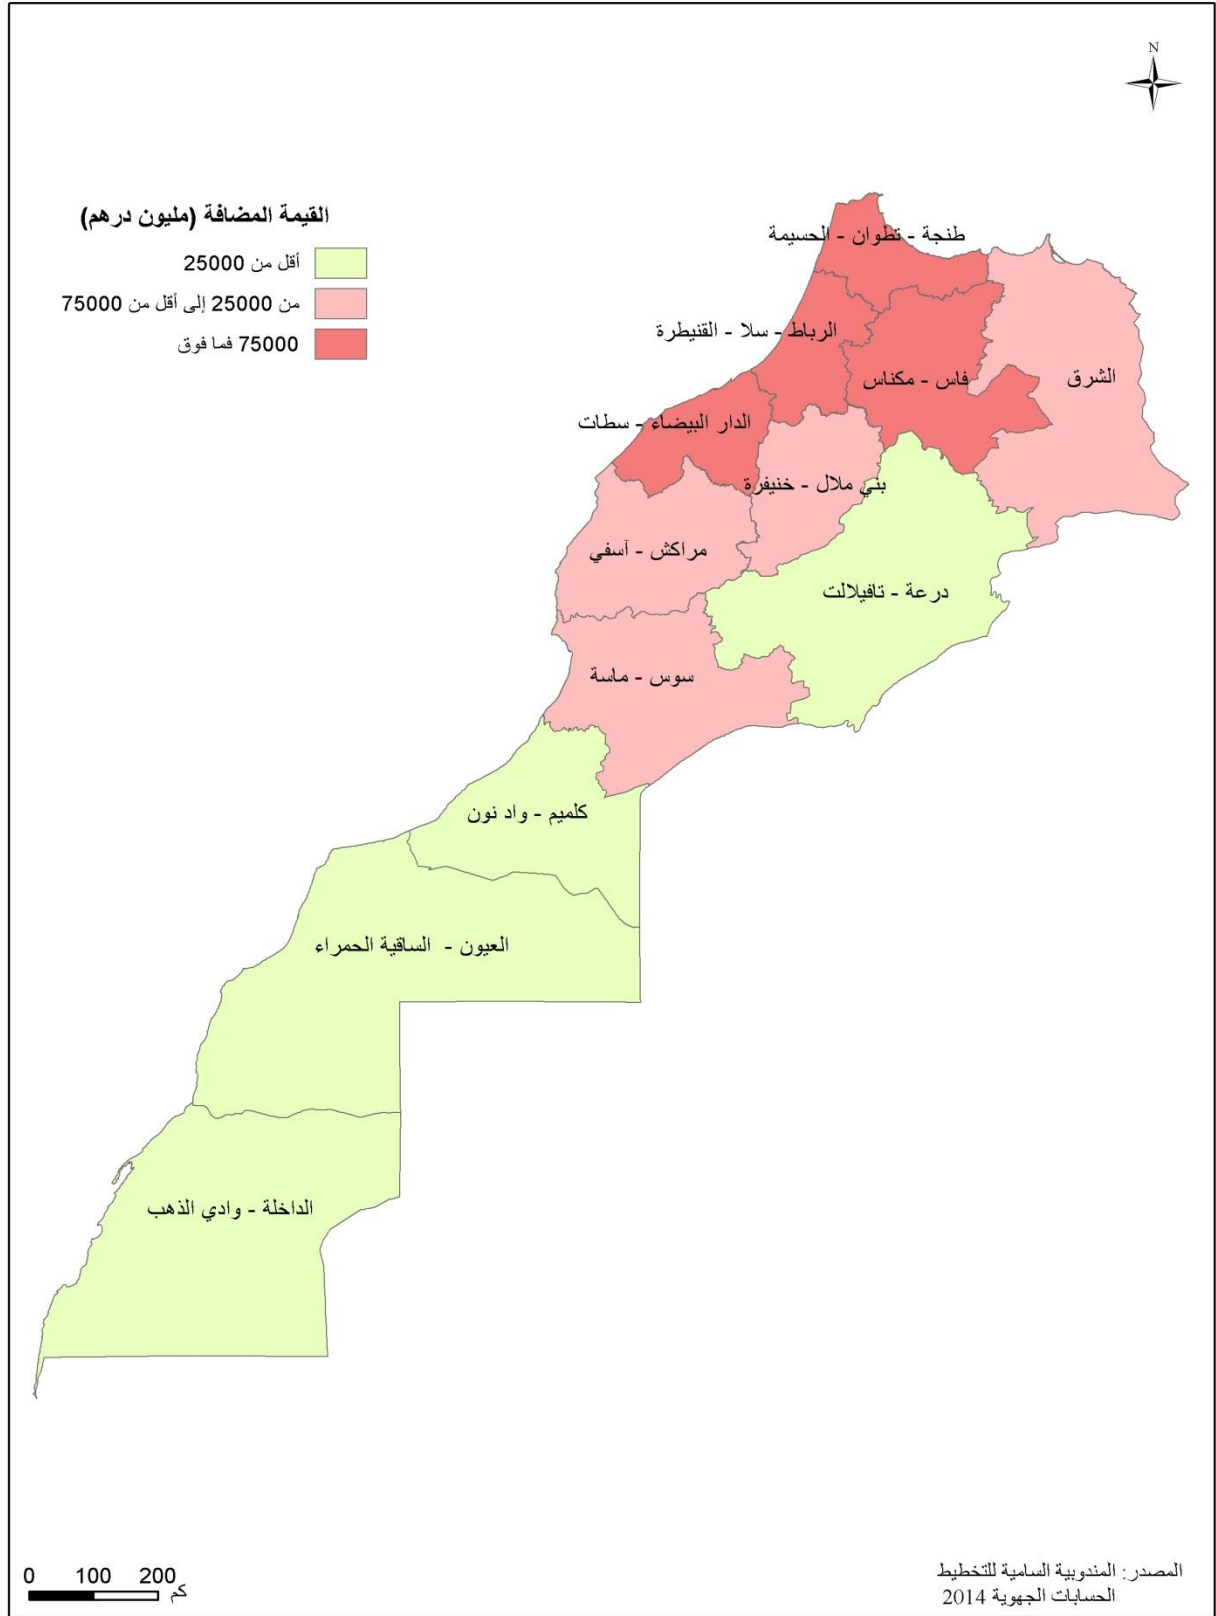 N
القيمة المضافة (مليون درهم)
أقل من 25000
من 25000 إلى أقل من 75000
75000 فما فوق
طنجة - تطوان - الحسيمة
الرباط - سلا - القنيطرة
فاس - مكناس
الشرق
الدار البيضاء - سطات
بني ملال - خنيفرة
مراكش - آسفي
درعة - تافيلالت
سوس - ماسة
كلميم - واد نون
العيون - الساقية الحمراء
الداخلة - وادي الذهب
0 100 200
كم
المصدر: المندوبية السامية للتخطيط
الحسابات الجهوية 2014